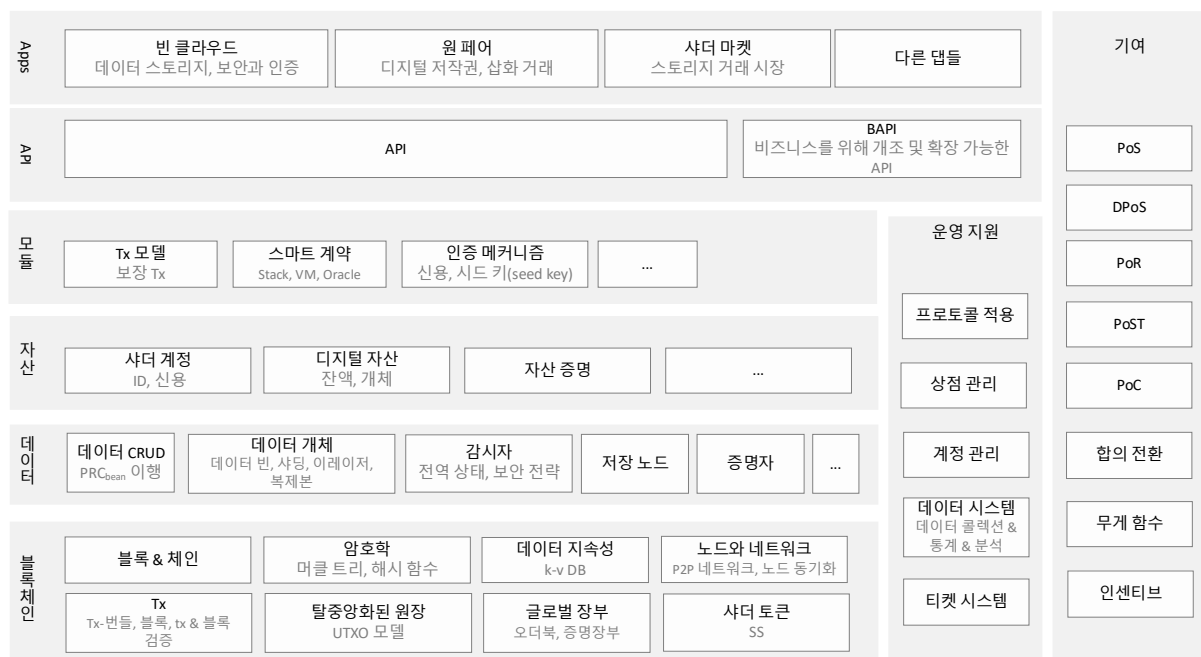 Apps
빈 클라우드
데이터 스토리지, 보안과 인증
원 페어
디지털 저작권, 삽화 거래
샤더 마켓
스토리지 거래 시장
다른 댑들
API
API
BAPI
비즈니스를 위해 개조 및 확장 가능한
API
모듈
Tx 모델
보장 Tx
스마트 계약
Stack, VM, Oracle
인증 메커니즘
신용, 시드 키(seed key)
...
자산
샤더 계정
ID, 신용
디지털 자산
잔액, 개체
자산 증명
...
데이터
데이터 CRUD
PRCbean 이행
데이터 개체
데이터 빈, 샤딩, 이레이저,
복제본
감시자
전역 상태, 보안 전략
저장 노드
증명자
...
블록체인
블록 & 체인
암호학
머클 트리, 해시 함수
데이터 지속성
k-v DB
노드와 네트워크
P2P 네트워크, 노드 동기화
Tx
Tx-번들, 블록, tx & 블록
검증
탈중앙화된 원장
UTXO 모델
글로벌 장부
오더북, 증명장부
샤더 토큰
SS
운영 지원
프로토콜 적용
상점 관리
계정 관리
데이터 시스템
데이터 콜렉션 &
통계 & 분석
티켓 시스템
기여
PoS
DPoS
PoR
PoST
PoC
합의 전환
무게 함수
인센티브